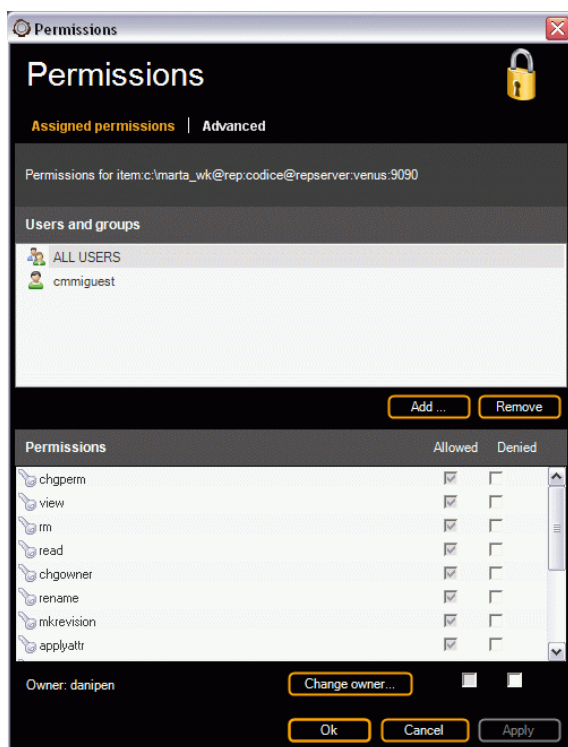 Permissions
Permissions
Assigned permissions | Advanced
Permissions for item:c:\marta_wk@rep:codice@repserver:venus:9090
Users and groups
ALL USERS
cmmiguest
Add ... Remove
Permissions Allowed Denied
chgperm
view
rm
read
chgowner
rename
mkrevision
applyattr
Owner: danipen Change owner...
Ok Cancel Apply